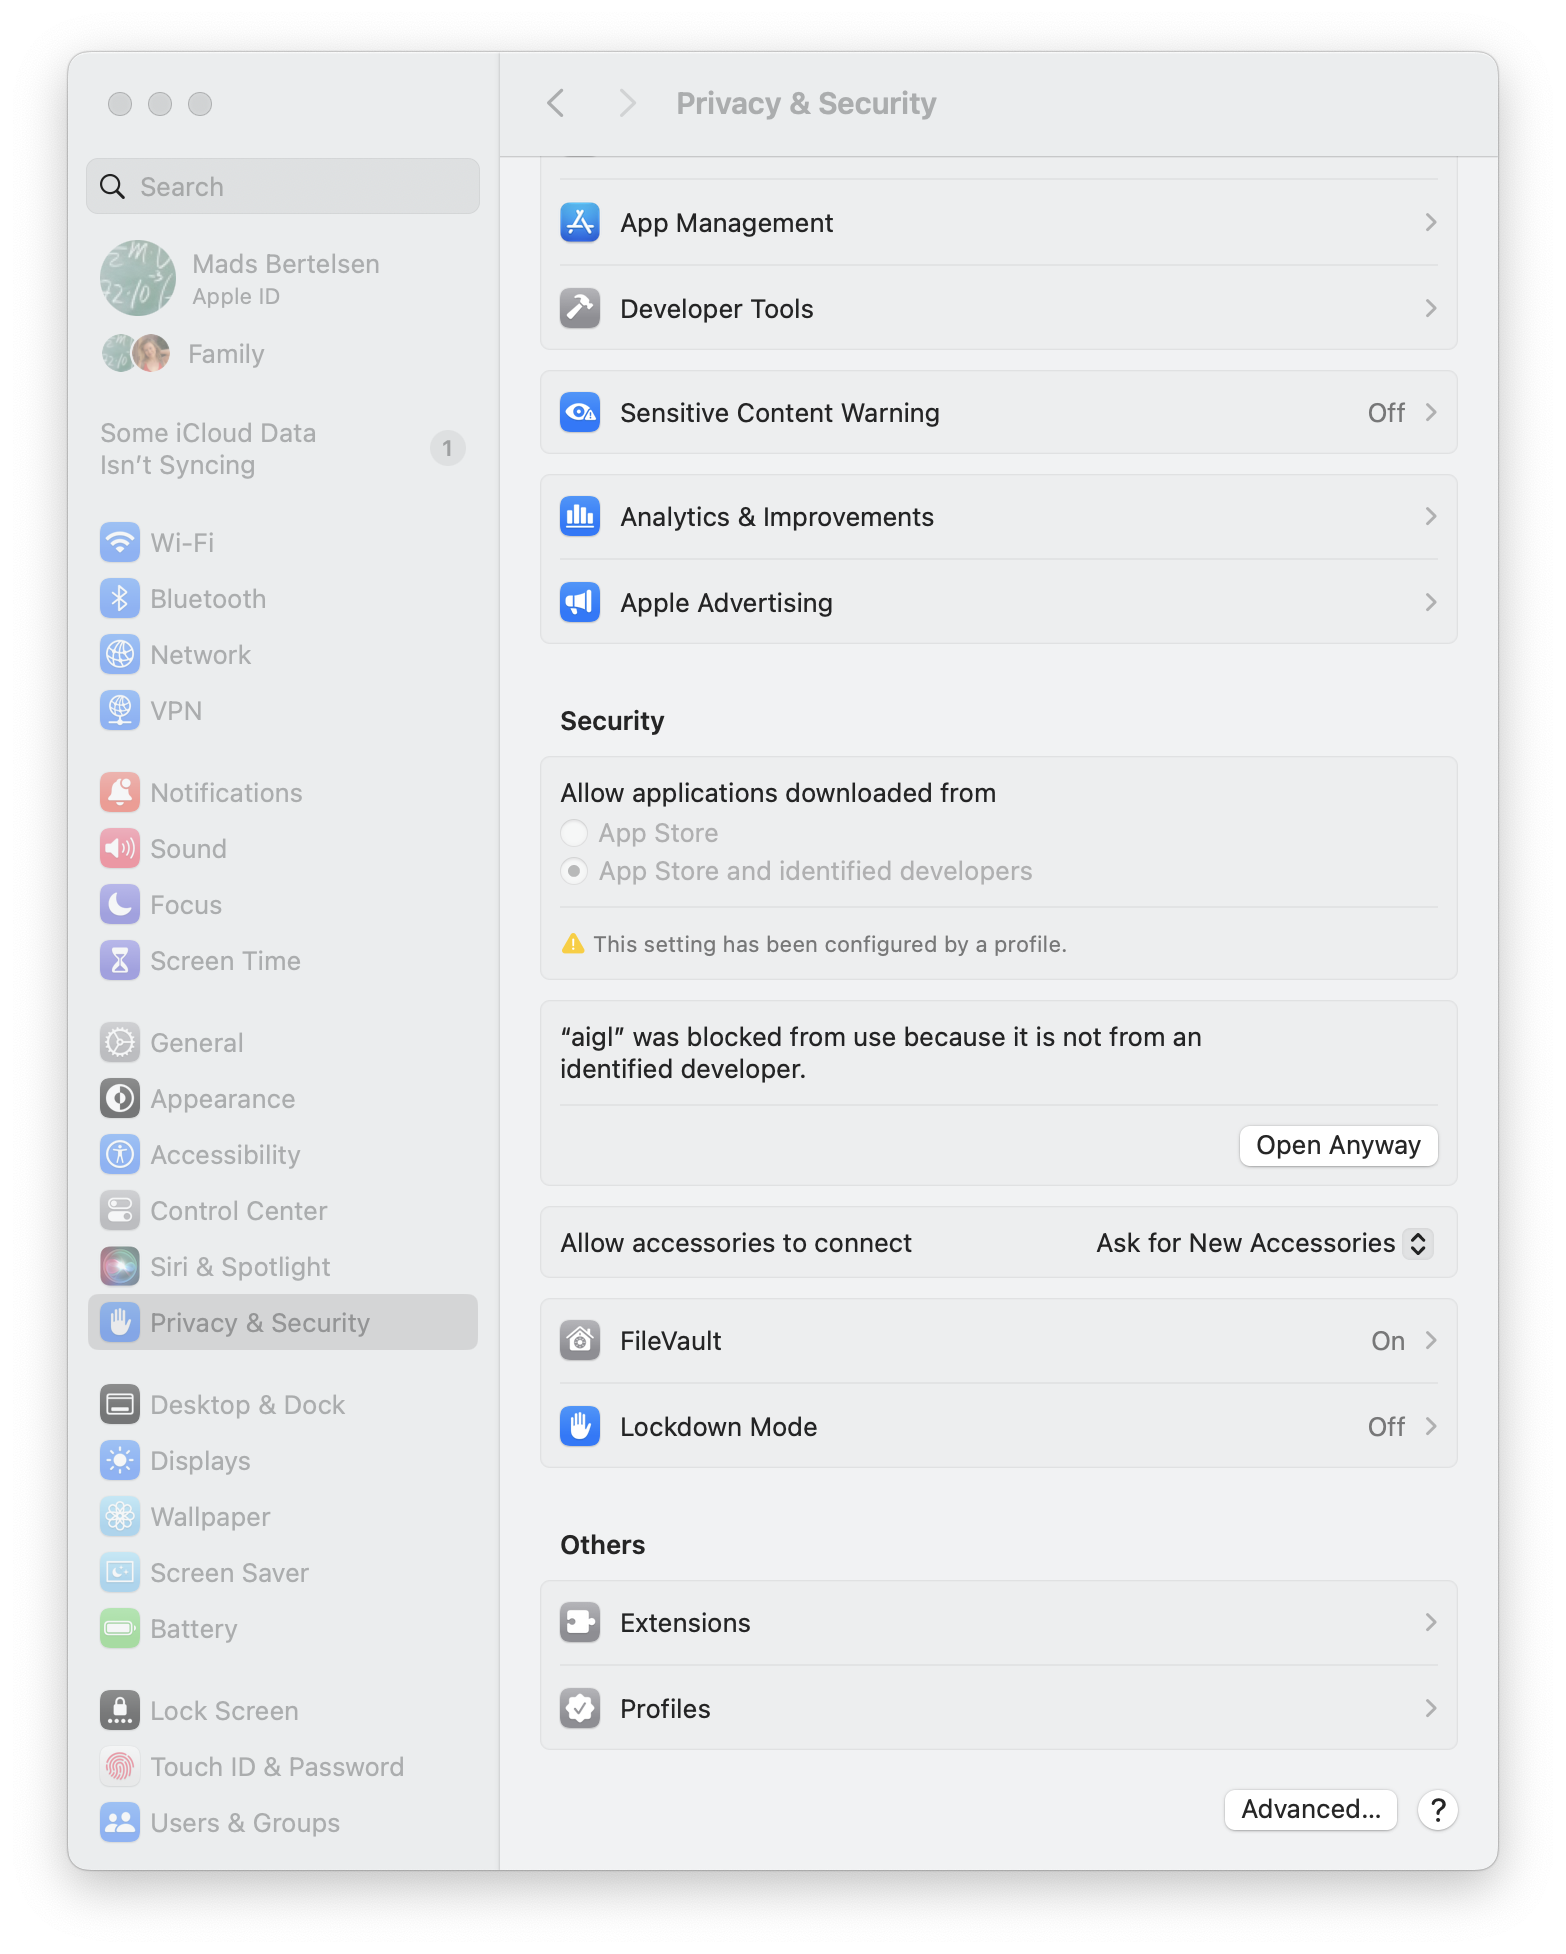 Search
Mads Bertelsen
Apple ID
Family
Some iCloud Data
Isn’t Syncing
1
Wi-Fi
Bluetooth
Network
VPN
Notifications
Sound
Focus
Screen Time
General
Appearance
Accessibility
Control Center
Siri & Spotlight
Privacy & Security
Desktop & Dock
Displays
Wallpaper
Screen Saver
Battery
Lock Screen
Touch ID & Password
Users & Groups
Privacy & Security
App Management
Developer Tools
Sensitive Content Warning Off
Analytics & Improvements
Apple Advertising
Security
Allow applications downloaded from
App Store
App Store and identified developers
This setting has been configured by a profile.
“aigl” was blocked from use because it is not from an
identified developer.
Open Anyway
Allow accessories to connect Ask for New Accessories
FileVault On
Lockdown Mode Off
Others
Extensions
Profiles
Advanced... ?